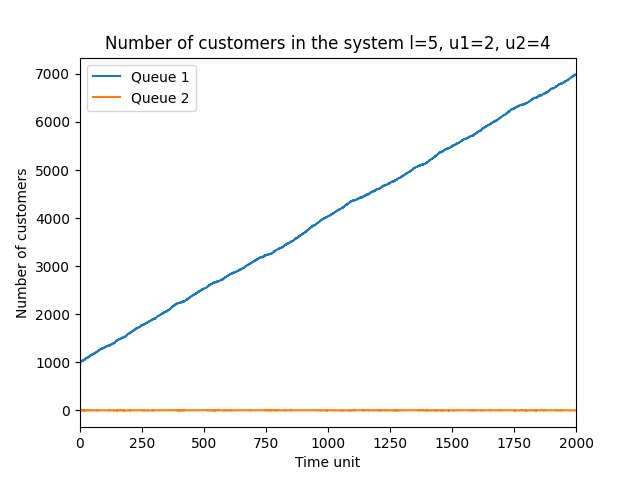 Number of customers in the system l=5, u1=2, u2=4
Queue 1
Queue 2
Number of customers
7000
6000
5000
4000
3000
2000
1000
0
0 250 500 750 1000 1250 1500 1750 2000
Time unit